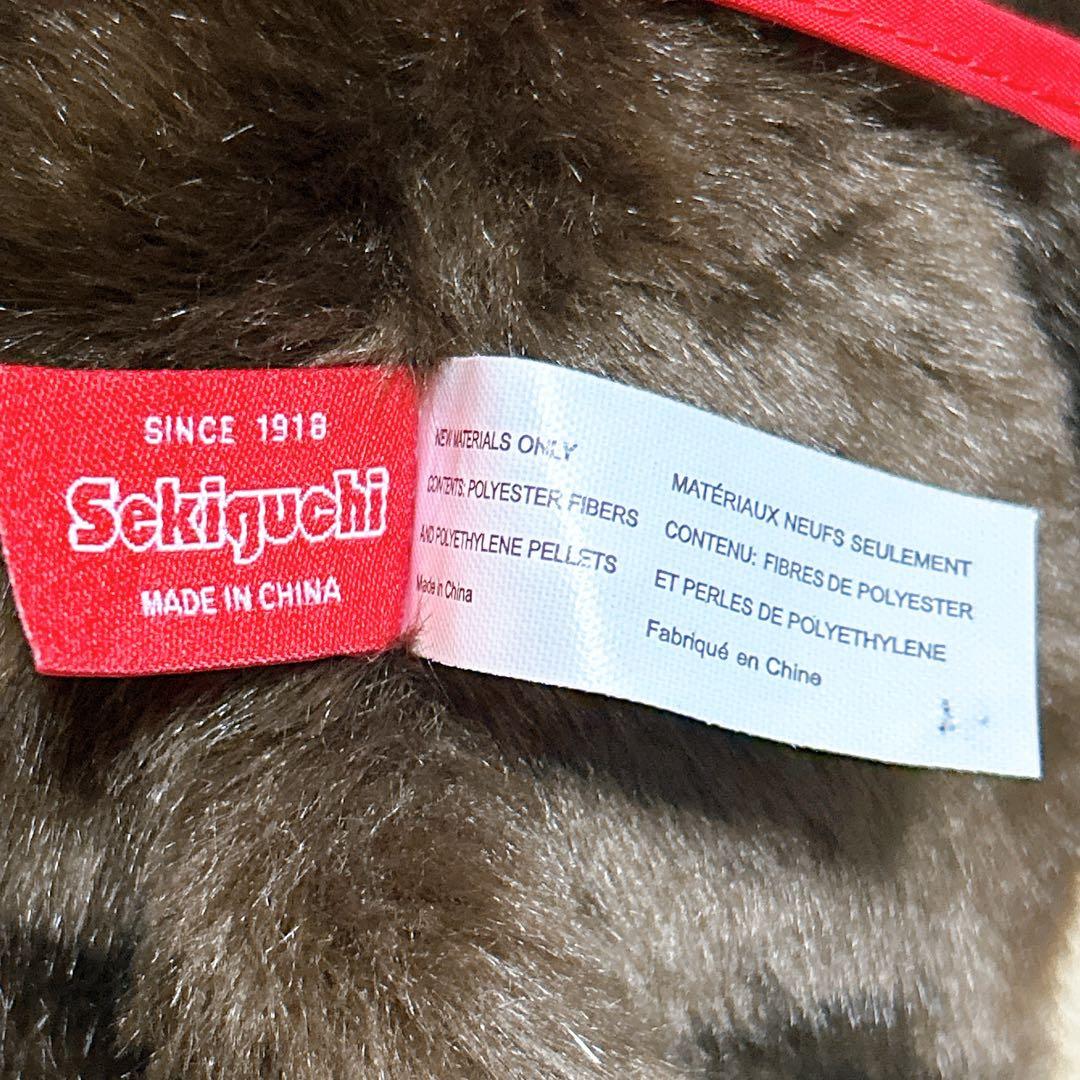 SINCE 1918
Sekiguchi
MADE IN CHINA
NEW MATERIALS ONLY
CONTENTS: POLYESTER FIBERS
AND POLYETHYLENE PELLETS
Made in China
MATÉRIAUX NEUFS SEULEMENT
CONTENU: FIBRES DE POLYESTER
ET PERLES DE POLYETHYLENE
Fabriqué en Chine